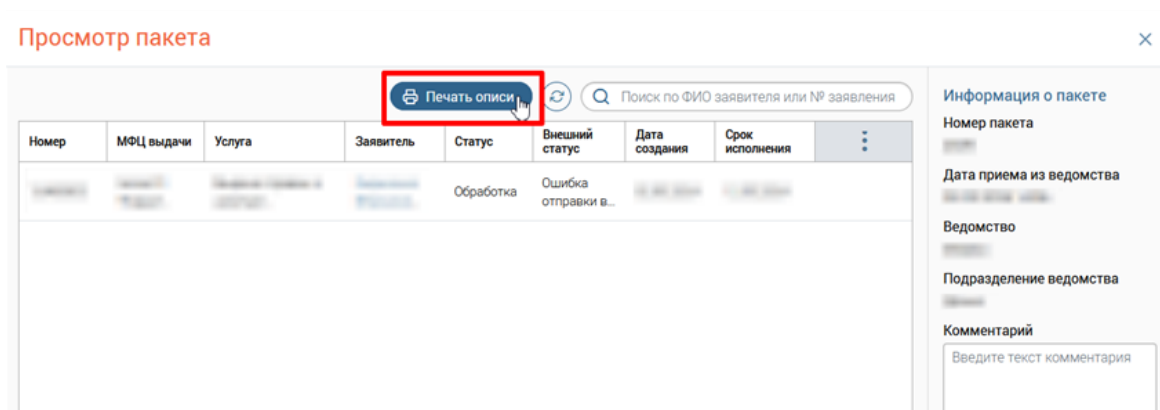 Просмотр пакета
Печать описи
Поиск по ФИО заявителя или № заявления
Номер
МФЦ выдачи
Услуга
Заявитель
Статус
Внешний
статус
Дата
создания
Срок
исполнения
Обработка
Ошибка
отправки в...
Информация о пакете
Номер пакета
Дата приема из ведомства
Ведомство
Подразделение ведомства
Комментарий
Введите текст комментария